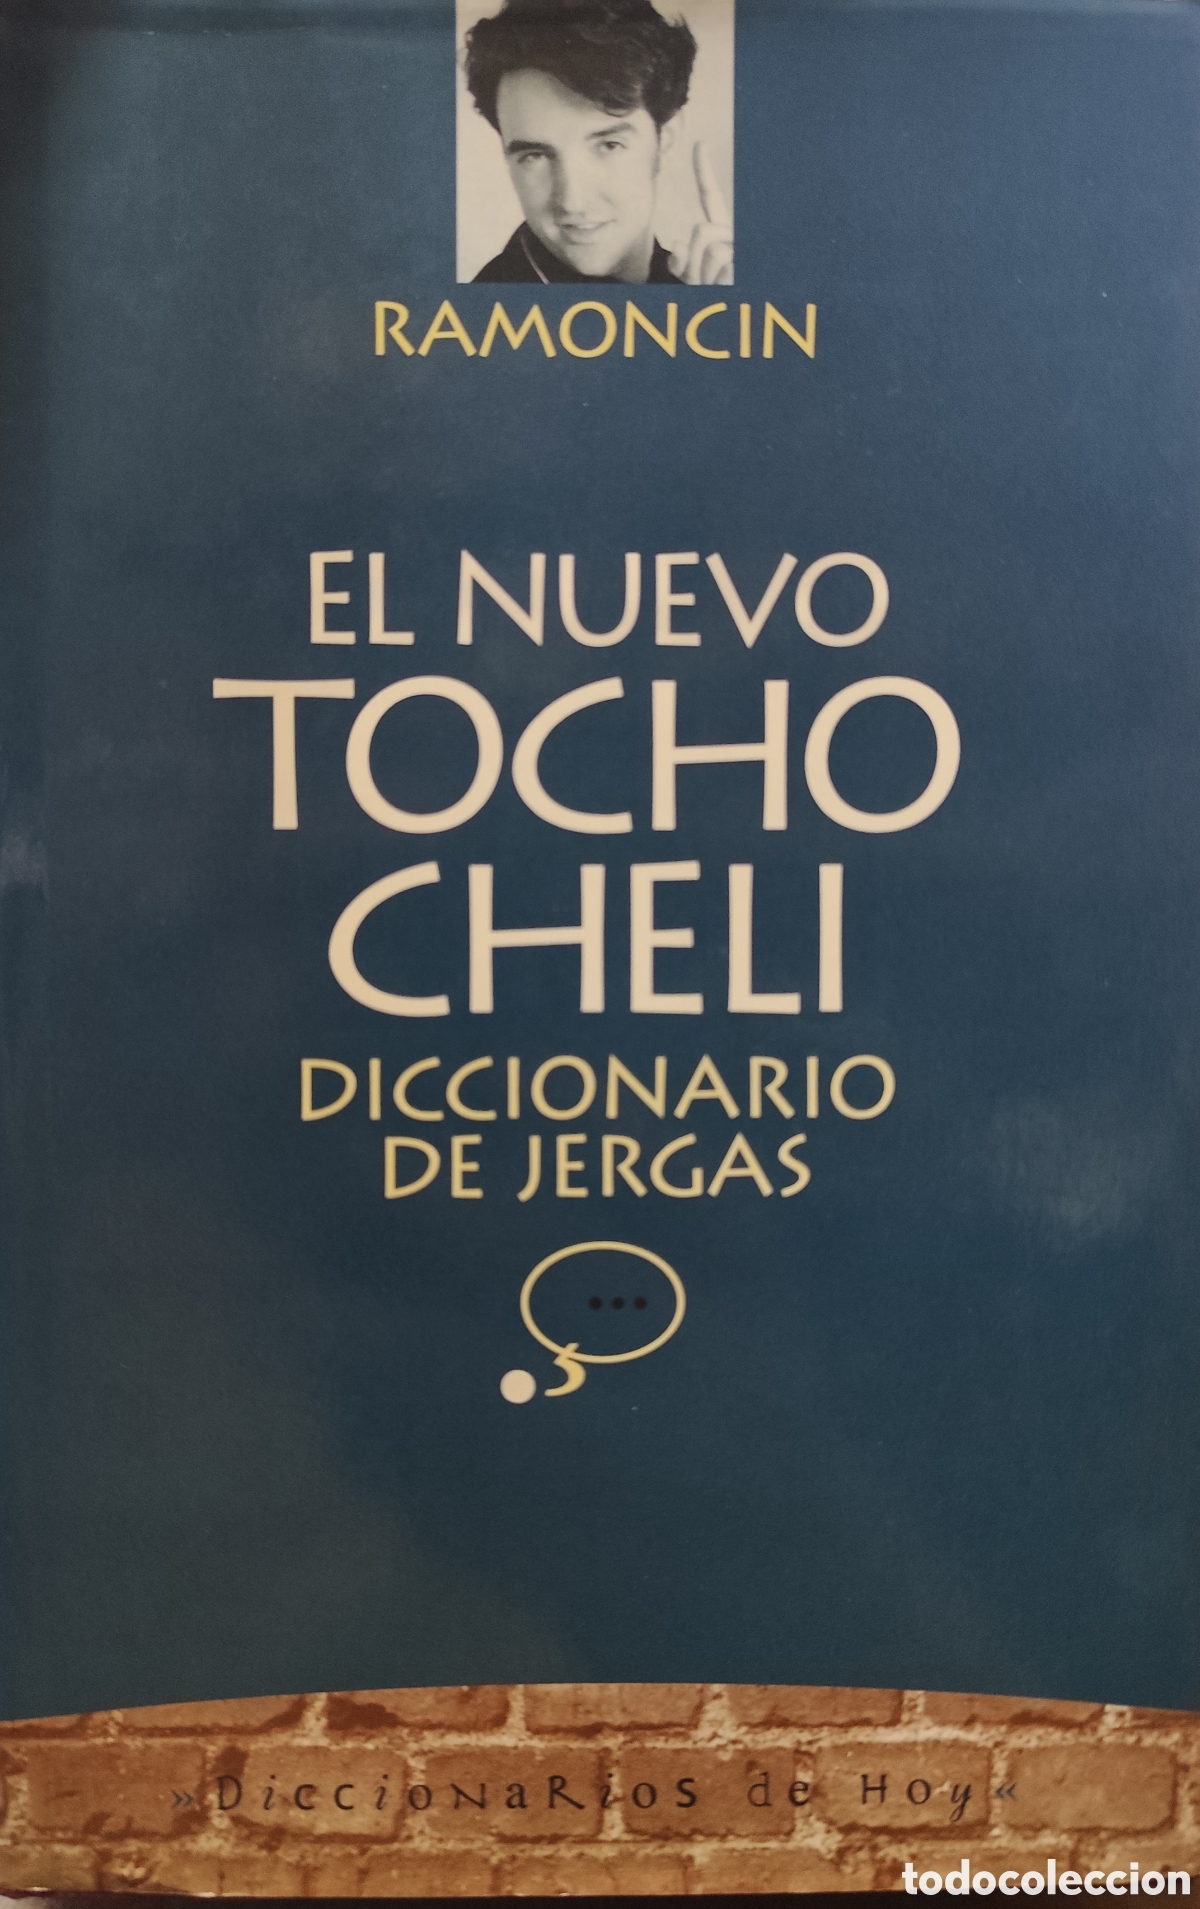 RAMONCIN
EL NUEVO
TOCHO
CHELI
DICCIONARIO
DE JERGAS
...
»DiccioNaRios de Hoy«
todocoleccion